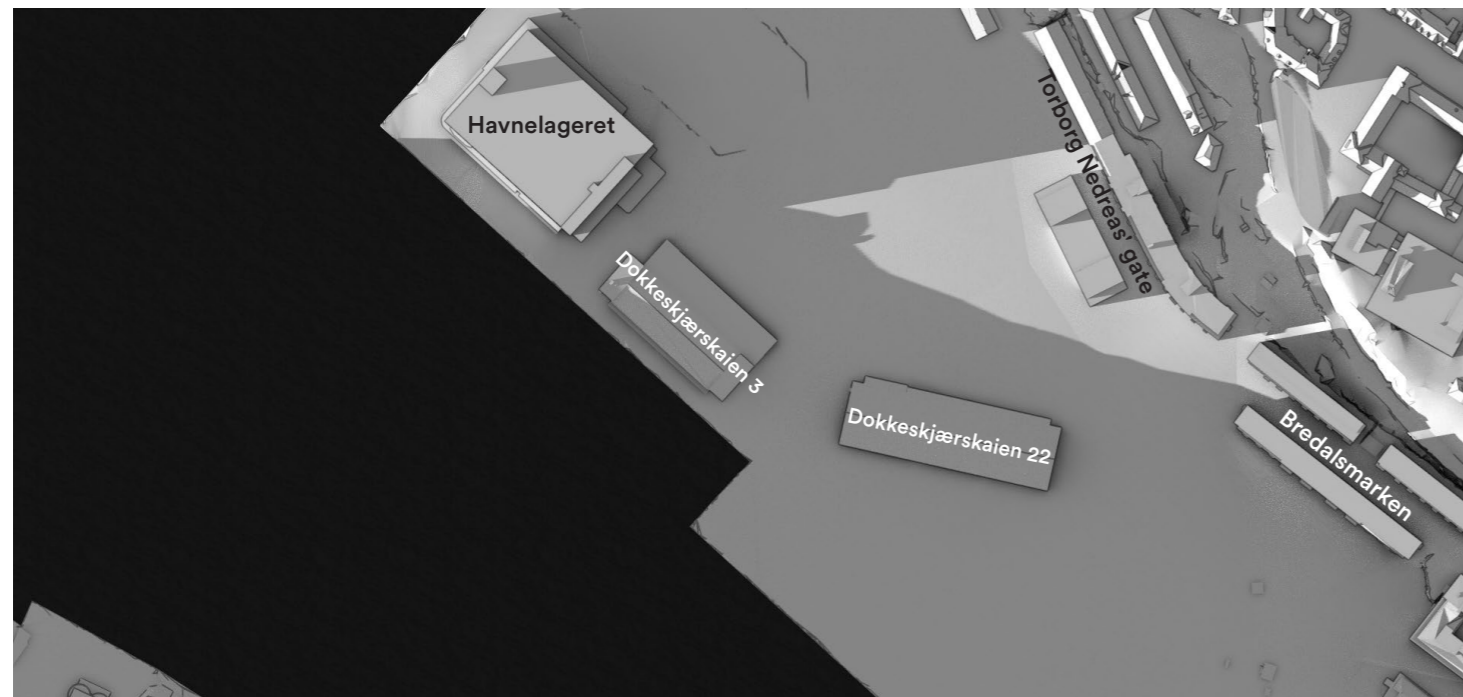 Havnelageret
Torborg Nedreas' gate
Dokkeskjærskaien 3
Dokkeskjærskaien 22
Bredalsmarken